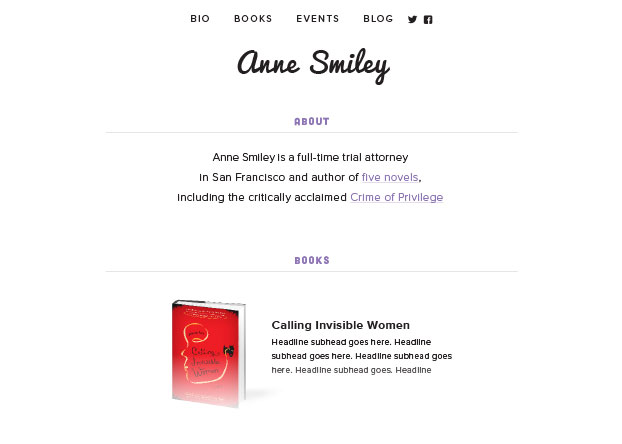 BIO BOOKS EVENTS BLOG
Anne Smiley
ABOUT
Anne Smiley is a full-time trial attorney
in San Francisco and author of five novels,
including the critically acclaimed Crime of Privilege
BOOKS
Calling Invisible Women
Headline subhead goes here. Headline
subhead goes here. Headline subhead goes
here. Headline subhead goes. Headline
Calling
Invisible
Women